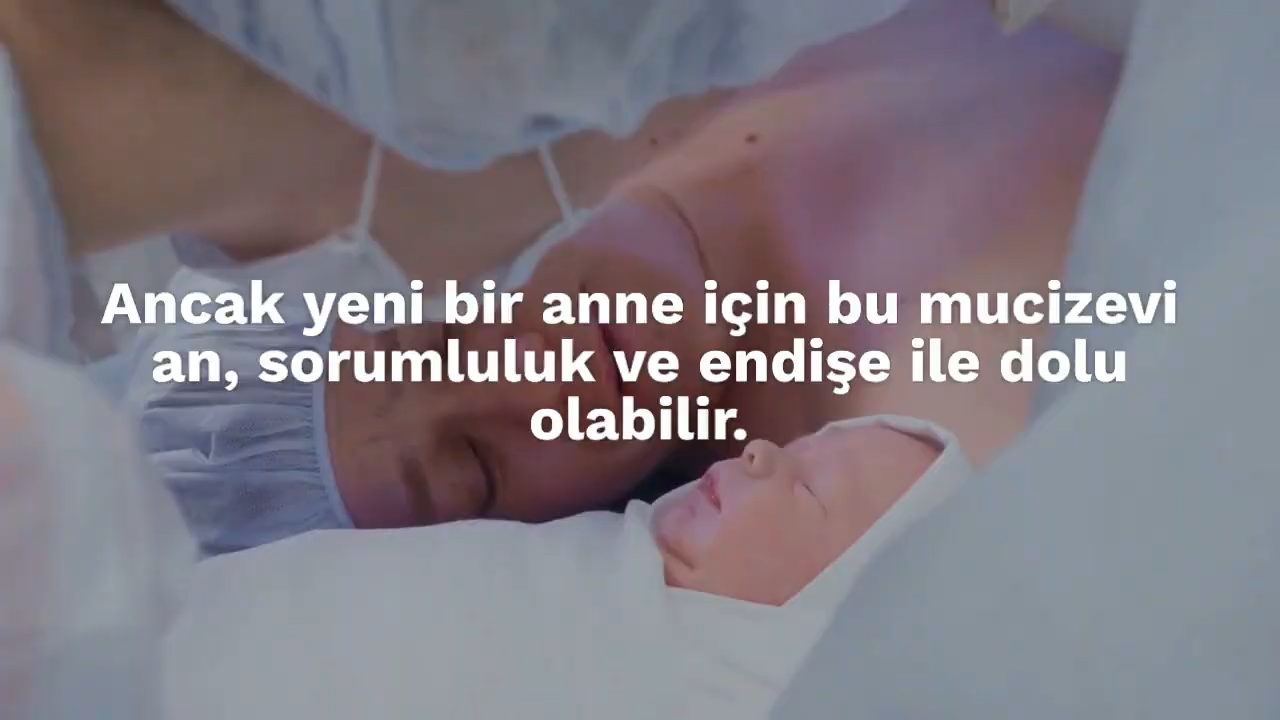 Ancak yeni bir anne için bu mucizevi
an, sorumluluk ve endişe ile dolu
olabilir.